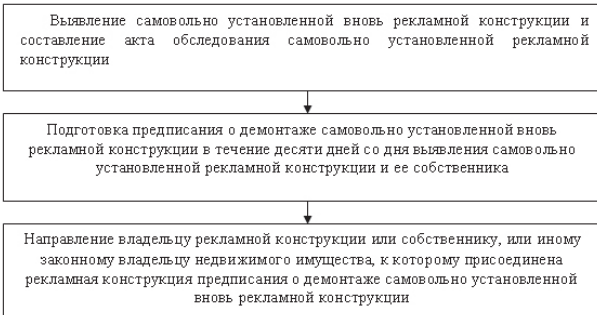 Выявление самовольно установленной вновь рекламной конструкции и
составление акта обследования самовольно установленной рекламной
конструкции
Подготовка предписания о демонтаже самовольно установленной вновь
рекламной конструкции в течение десяти дней со дня выявления самовольно
установленной рекламной конструкции и ее собственника
Направление владельцу рекламной конструкции или собственнику, или иному
законному владельцу недвижимого имущества, к которому присоединена
рекламная конструкция предписания о демонтаже самовольно установленной
вновь рекламной конструкции